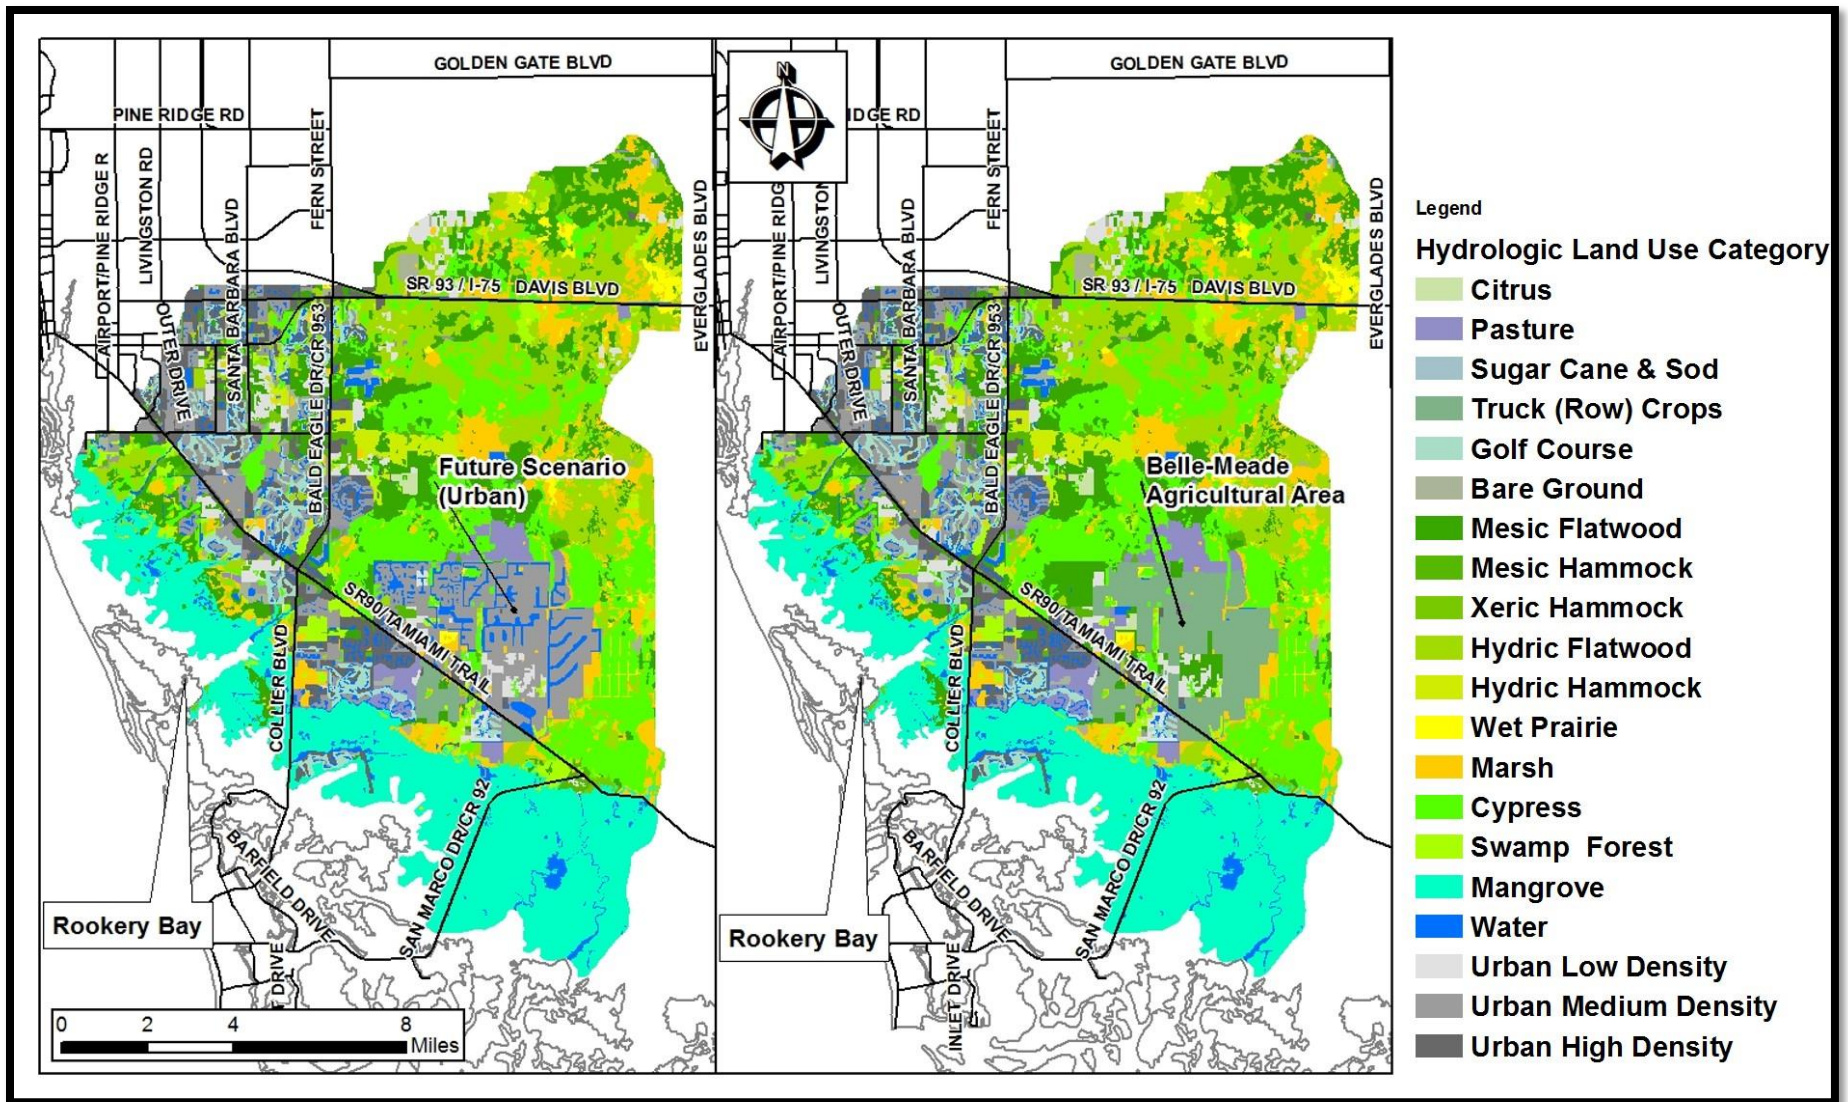 GOLDEN GATE BLVD
PINE RIDGE RD
FERN STREET
AIRPORT/PINE RIDGE R
LIVINGSTON RD
SANTA BARBARA BLVD
EVERGLADES BLVD
SR 93 / I-75 DAVIS BLVD
OUTER DRIVE
BALD EAGLE DR/CR 953
Future Scenario
(Urban)
SR90/TAMIAMI TRAIL
COLLIER BLVD
SAN MARCO DR/CR 92
BARFIELD DRIVE
Rookery Bay
T DRIVE
0 2 4 8
Miles
N
GOLDEN GATE BLVD
IDGE RD
FERN STREET
AIRPORT/PINE RIDG
LIVINGSTON
SANTA BARBARA BLVD
EVERGLADES BLVD
SR 93 / I-75 DAVIS BLVD
OUTER DRIVE
BALD EAGLE DR/CR 953
Belle-Meade
Agricultural Area
SR90/TAMIAMI TRAIL
COLLIER BLVD
SAN MARCO DR/CR 92
BARFIELD DRIVE
Rookery Bay
INLET DRIVE
Legend
Hydrologic Land Use Category
Citrus
Pasture
Sugar Cane & Sod
Truck (Row) Crops
Golf Course
Bare Ground
Mesic Flatwood
Mesic Hammock
Xeric Hammock
Hydric Flatwood
Hydric Hammock
Wet Prairie
Marsh
Cypress
Swamp Forest
Mangrove
Water
Urban Low Density
Urban Medium Density
Urban High Density